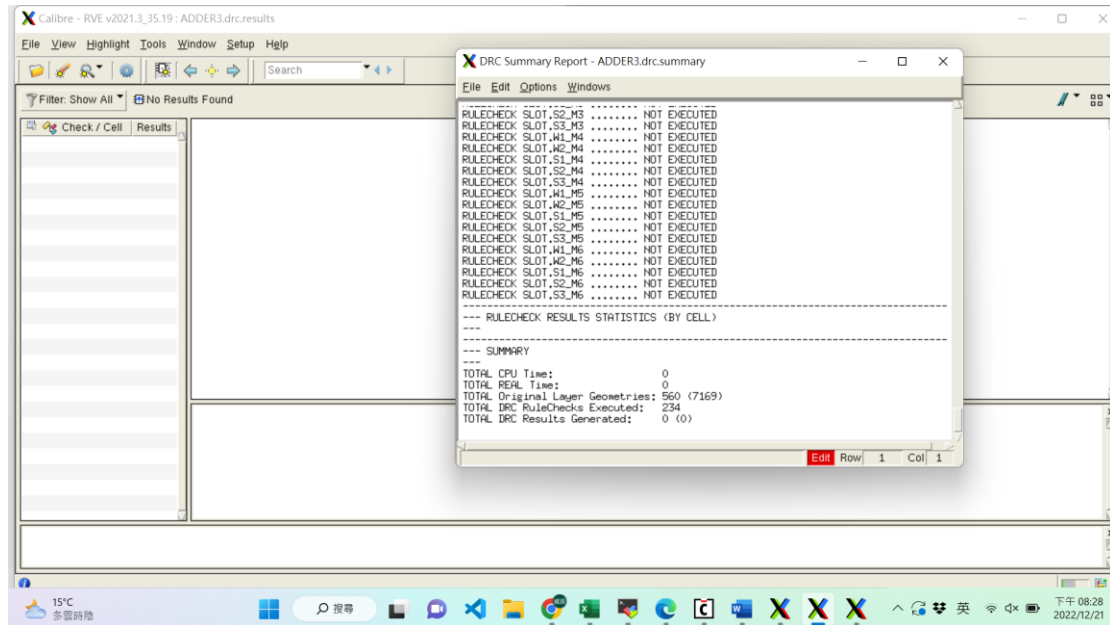 Calibre - RVE v2021.3_35.19 : ADDER3.drc.results
File View Highlight Tools Window Setup Help
Search
Filter: Show All No Results Found
Check / Cell Results
DRC Summary Report - ADDER3.drc.summary
File Edit Options Windows
RULECHECK SLOT.S2_M3 ........ NOT EXECUTED
RULECHECK SLOT.S3_M3 ........ NOT EXECUTED
RULECHECK SLOT.W1_M4 ........ NOT EXECUTED
RULECHECK SLOT.W2_M4 ........ NOT EXECUTED
RULECHECK SLOT.S1_M4 ........ NOT EXECUTED
RULECHECK SLOT.S2_M4 ........ NOT EXECUTED
RULECHECK SLOT.S3_M4 ........ NOT EXECUTED
RULECHECK SLOT.W1_M5 ........ NOT EXECUTED
RULECHECK SLOT.W2_M5 ........ NOT EXECUTED
RULECHECK SLOT.S1_M5 ........ NOT EXECUTED
RULECHECK SLOT.S2_M5 ........ NOT EXECUTED
RULECHECK SLOT.S3_M5 ........ NOT EXECUTED
RULECHECK SLOT.W1_M6 ........ NOT EXECUTED
RULECHECK SLOT.W2_M6 ........ NOT EXECUTED
RULECHECK SLOT.S1_M6 ........ NOT EXECUTED
RULECHECK SLOT.S2_M6 ........ NOT EXECUTED
RULECHECK SLOT.S3_M6 ........ NOT EXECUTED
--- RULECHECK RESULTS STATISTICS (BY CELL)
---
--- SUMMARY
---
TOTAL CPU Time: 0
TOTAL REAL Time: 0
TOTAL Original Layer Geometries: 560 (7169)
TOTAL DRC RuleChecks Executed: 234
TOTAL DRC Results Generated: 0 (0)
Edit Row 1 Col 1
15°C
多雲時陰
搜尋
英
下午 08:28
2022/12/21